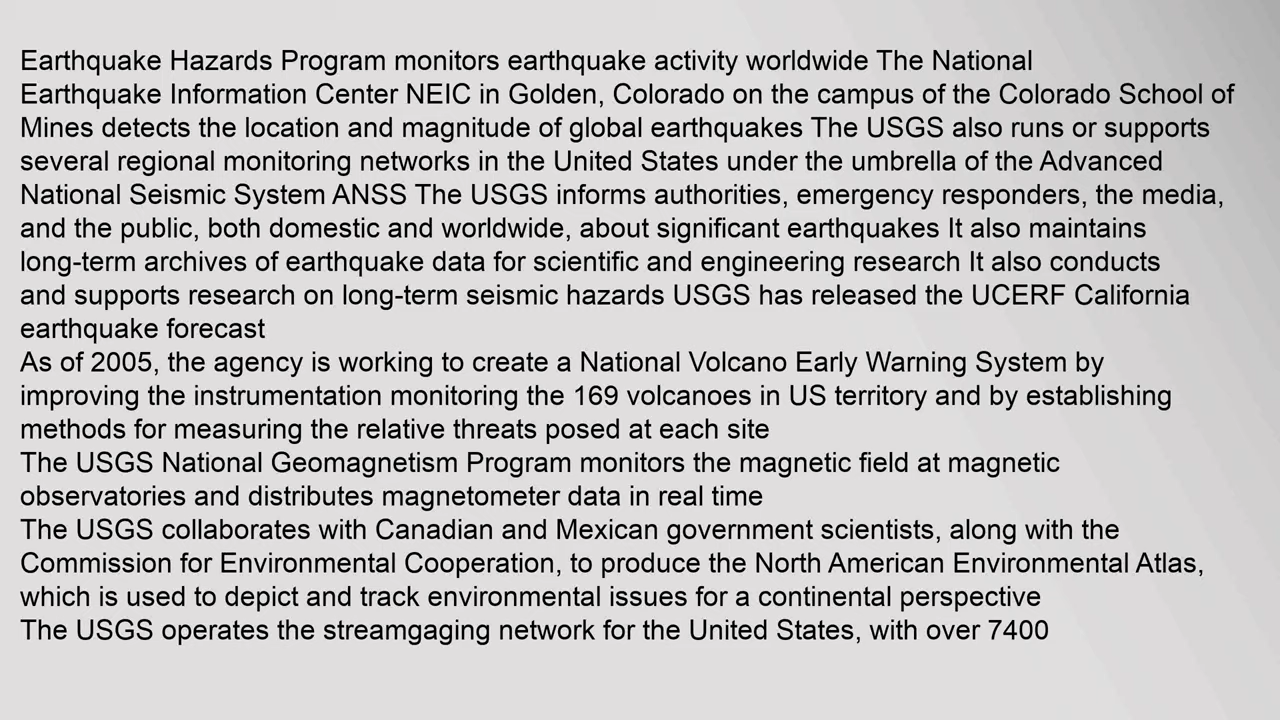 Earthquake Hazards Program monitors earthquake activity worldwide The National
Earthquake Information Center NEIC in Golden, Colorado on the campus of the Colorado School of
Mines detects the location and magnitude of global earthquakes The USGS also runs or supports
several regional monitoring networks in the United States under the umbrella of the Advanced
National Seismic System ANSS The USGS informs authorities, emergency responders, the media,
and the public, both domestic and worldwide, about significant earthquakes It also maintains
long-term archives of earthquake data for scientific and engineering research It also conducts
and supports research on long-term seismic hazards USGS has released the UCERF California
earthquake forecast
As of 2005, the agency is working to create a National Volcano Early Warning System by
improving the instrumentation monitoring the 169 volcanoes in US territory and by establishing
methods for measuring the relative threats posed at each site
The USGS National Geomagnetism Program monitors the magnetic field at magnetic
observatories and distributes magnetometer data in real time
The USGS collaborates with Canadian and Mexican government scientists, along with the
Commission for Environmental Cooperation, to produce the North American Environmental Atlas,
which is used to depict and track environmental issues for a continental perspective
The USGS operates the streamgaging network for the United States, with over 7400